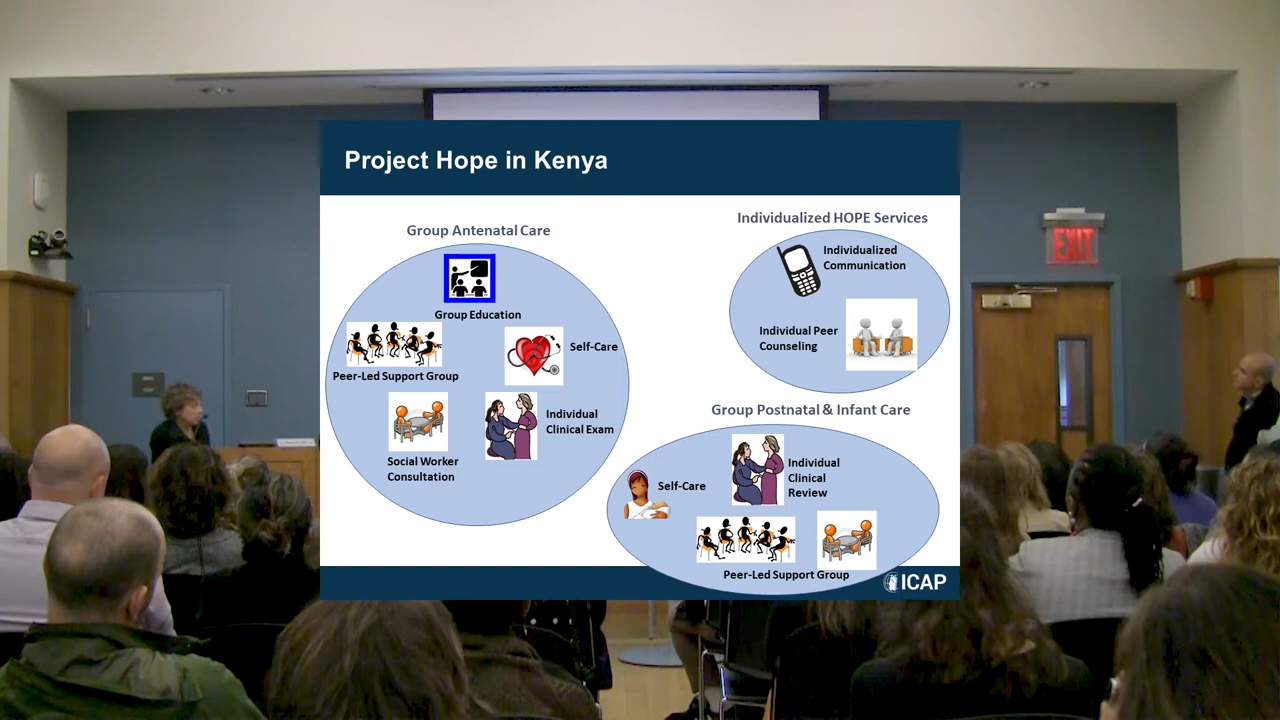 Project Hope in Kenya
Group Antenatal Care
Group Education
Peer-Led Support Group
Self-Care
Individual
Clinical Exam
Social Worker
Consultation
Individualized HOPE Services
Individualized
Communication
Individual Peer
Counseling
Group Postnatal & Infant Care
Self-Care
Individual
Clinical
Review
Peer-Led Support Group
ICAP
EXIT